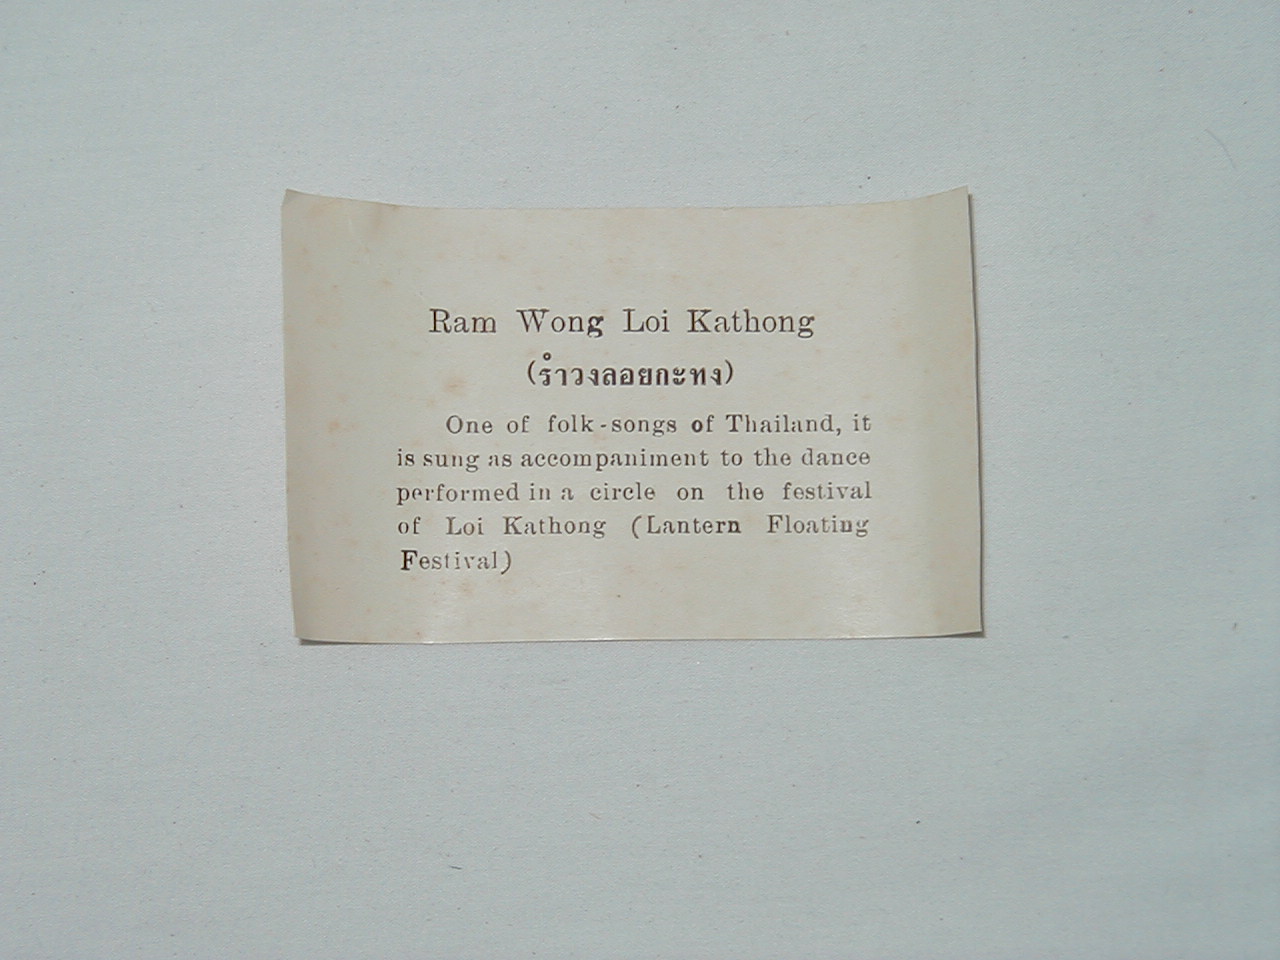 Ram Wong Loi Kathong
(รำวงลอยกะทง)
One of folk-songs of Thailand, it
is sung as accompaniment to the dance
performed in a circle on the festival
of Loi Kathong (Lantern Floating
Festival)